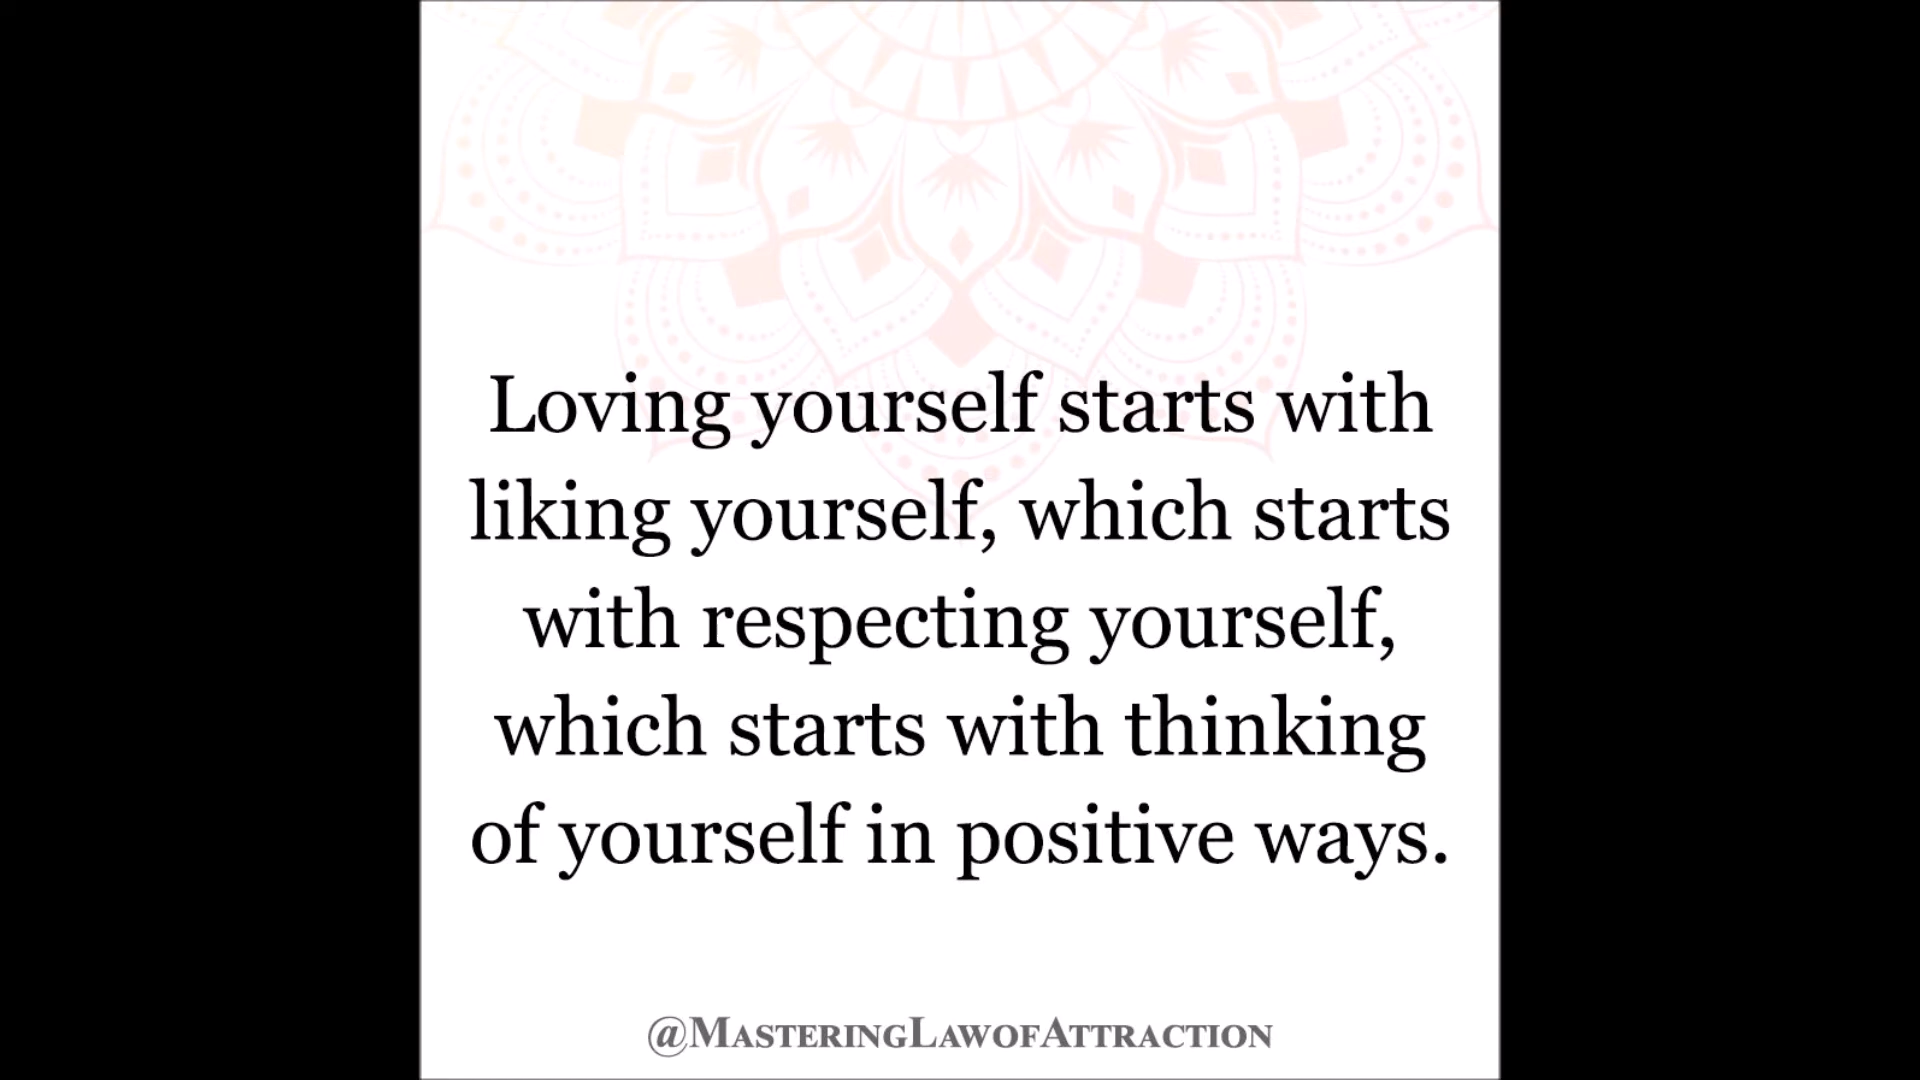 Loving yourself starts with
liking yourself, which starts
with respecting yourself,
which starts with thinking
of yourself in positive ways.
@MasteringLawofAttraction